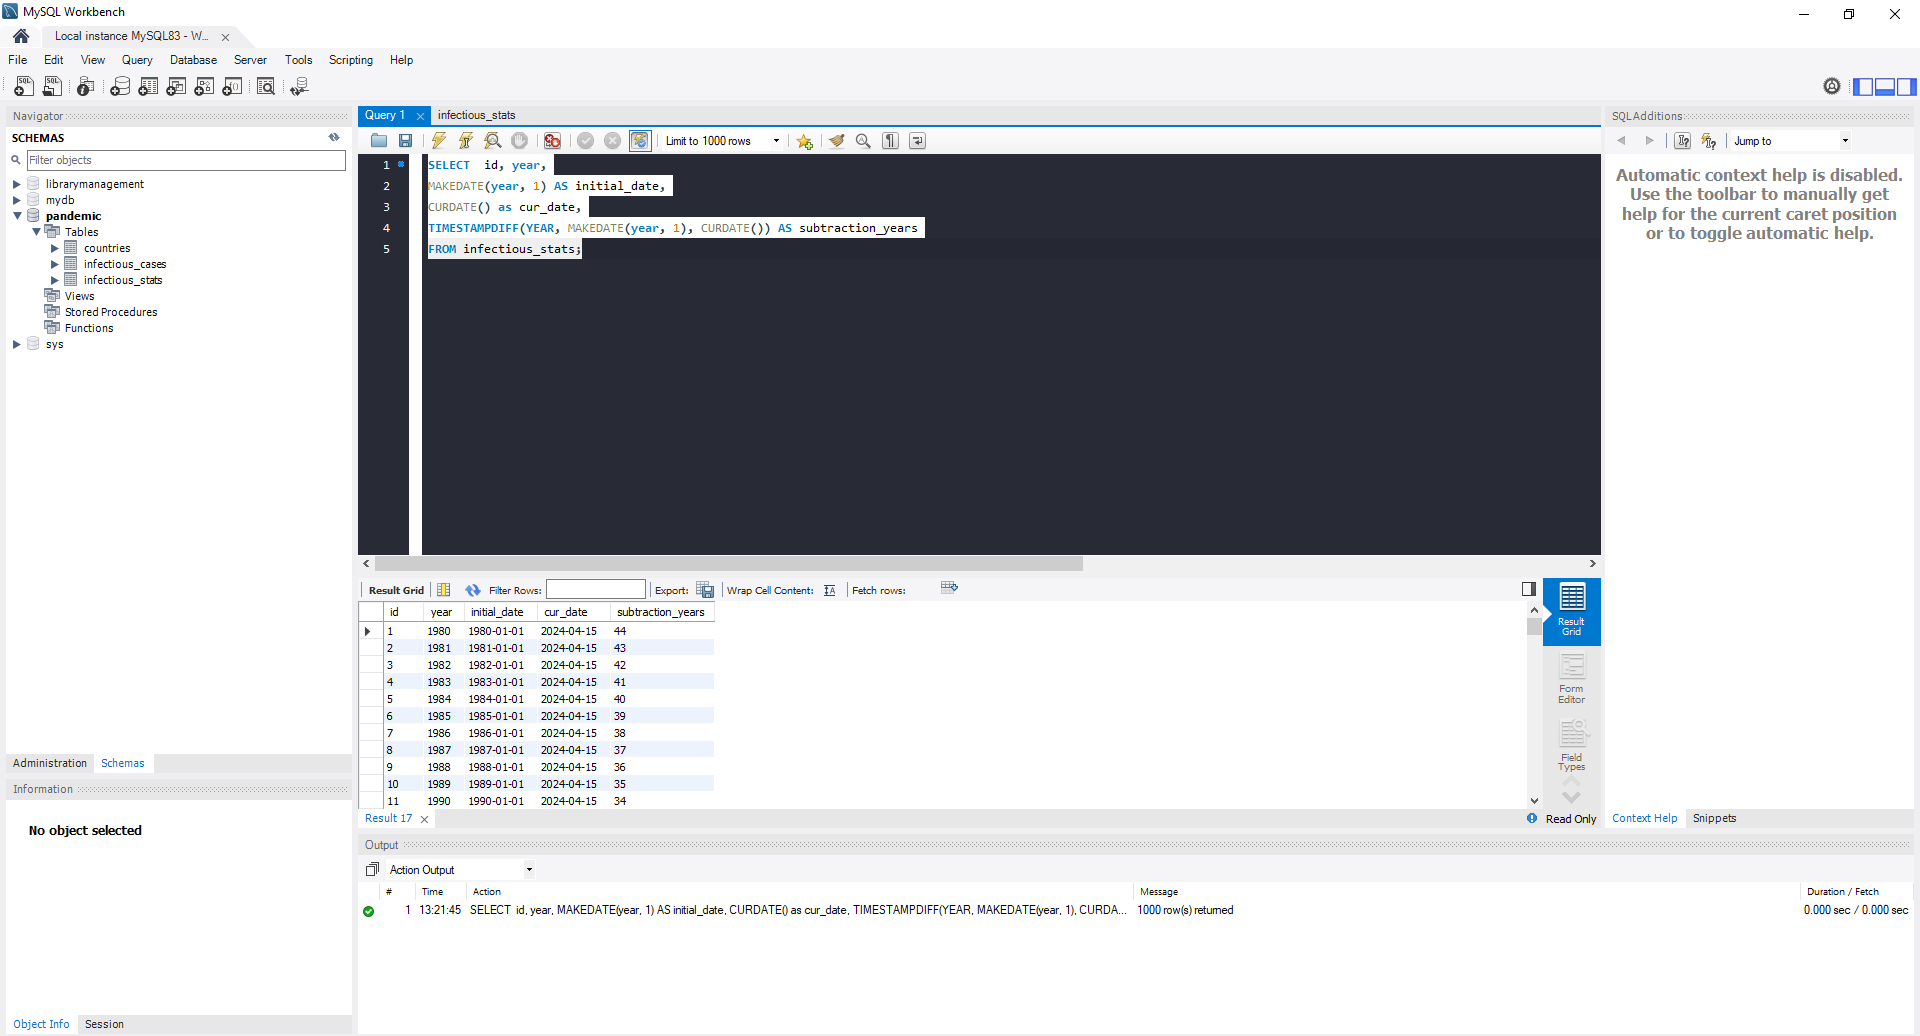 MySQL Workbench
Local instance MySQL83 - W...
File Edit View Query Database Server Tools Scripting Help
Navigator
SCHEMAS
Filter objects
librarymanagement
mydb
pandemic
Tables
countries
infectious_cases
infectious_stats
Views
Stored Procedures
Functions
sys
Administration Schemas
Information
No object selected
Object Info Session
Query 1 infectious_stats
Limit to 1000 rows
1 SELECT  id, year,
2 MAKEDATE(year, 1) AS initial_date,
3 CURDATE() as cur_date,
4 TIMESTAMPDIFF(YEAR, MAKEDATE(year, 1), CURDATE()) AS subtraction_years
5 FROM infectious_stats;
Result Grid Filter Rows: Export: Wrap Cell Content: Fetch rows:
id year initial_date cur_date subtraction_years
1 1980 1980-01-01 2024-04-15 44
2 1981 1981-01-01 2024-04-15 43
3 1982 1982-01-01 2024-04-15 42
4 1983 1983-01-01 2024-04-15 41
5 1984 1984-01-01 2024-04-15 40
6 1985 1985-01-01 2024-04-15 39
7 1986 1986-01-01 2024-04-15 38
8 1987 1987-01-01 2024-04-15 37
9 1988 1988-01-01 2024-04-15 36
10 1989 1989-01-01 2024-04-15 35
11 1990 1990-01-01 2024-04-15 34
Result
Grid
Form
Editor
Field
Types
Result 17
Read Only
Output
Action Output
# Time Action Message Duration / Fetch
1 13:21:45 SELECT  id, year, MAKEDATE(year, 1) AS initial_date, CURDATE() as cur_date, TIMESTAMPDIFF(YEAR, MAKEDATE(year, 1), CURDA... 1000 row(s) returned 0.000 sec / 0.000 sec
SQLAdditions
Jump to
Automatic context help is disabled.
Use the toolbar to manually get
help for the current caret position
or to toggle automatic help.
Context Help Snippets